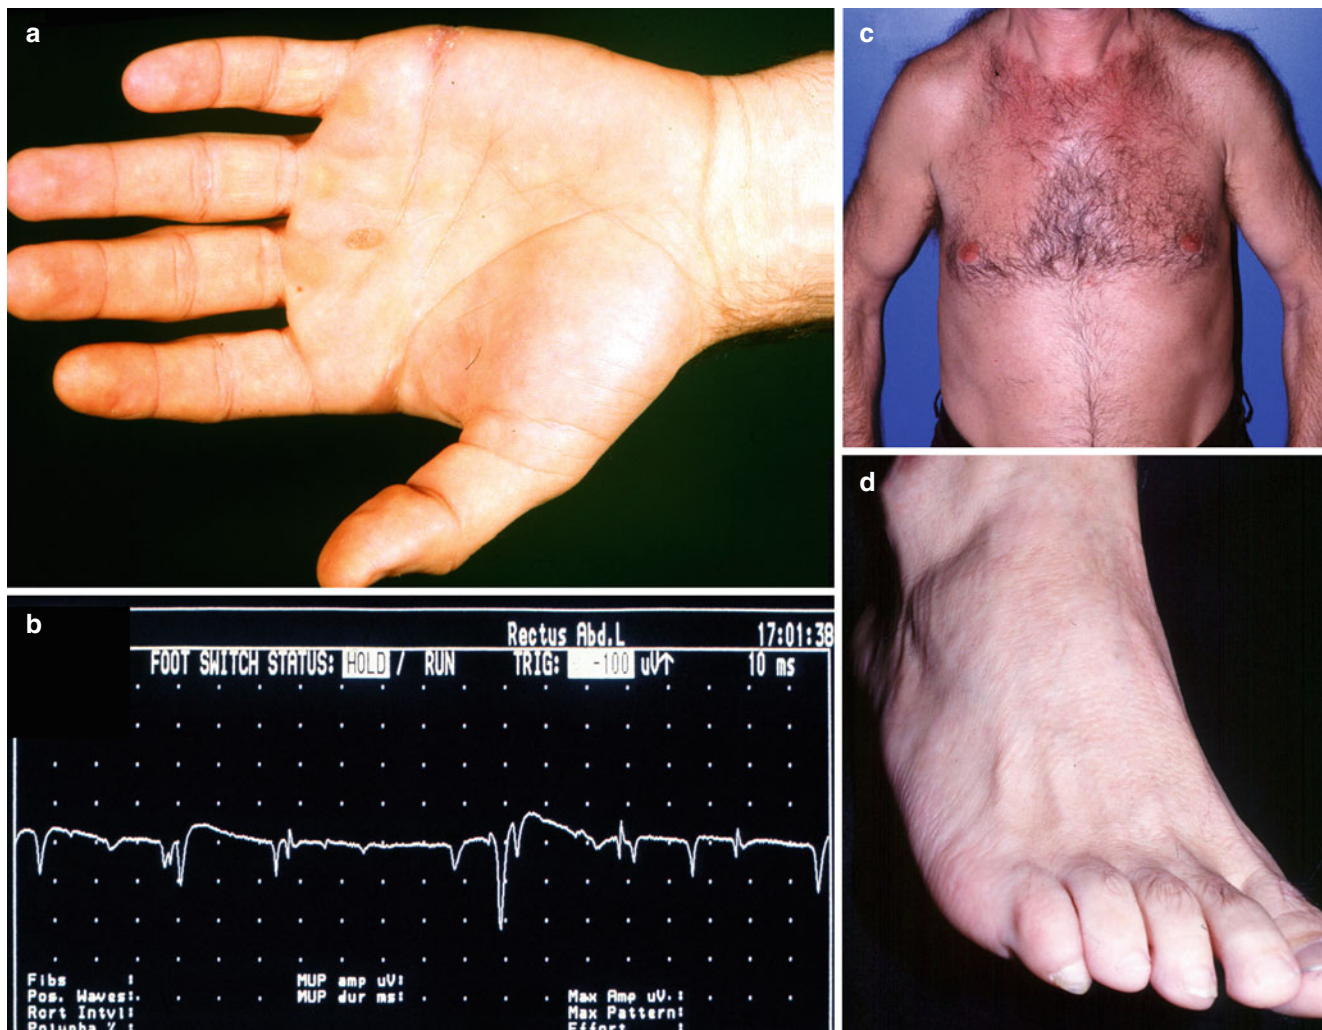 a
b
Rectus Abd.L 17:01:38
FOOT SWITCH STATUS: HOLD / RUN TRIG: -100 uV↑ 10 ms
Fibs :
Pos. Waves:
Rort Intvl:
MUP amp uV:
MUP dur ms:
Max Amp uV.:
Max Pattern:
c
d